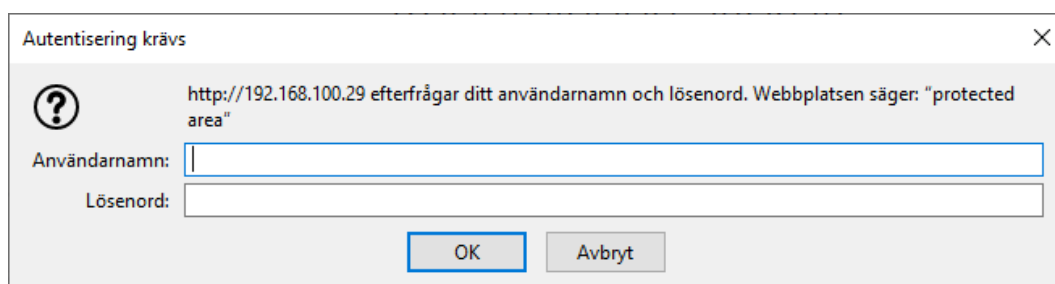 Autentisering krävs
http://192.168.100.29 efterfrågar ditt användarnamn och lösenord. Webbplatsen säger: “protected
area”
Användarnamn:
Lösenord:
OK Avbryt